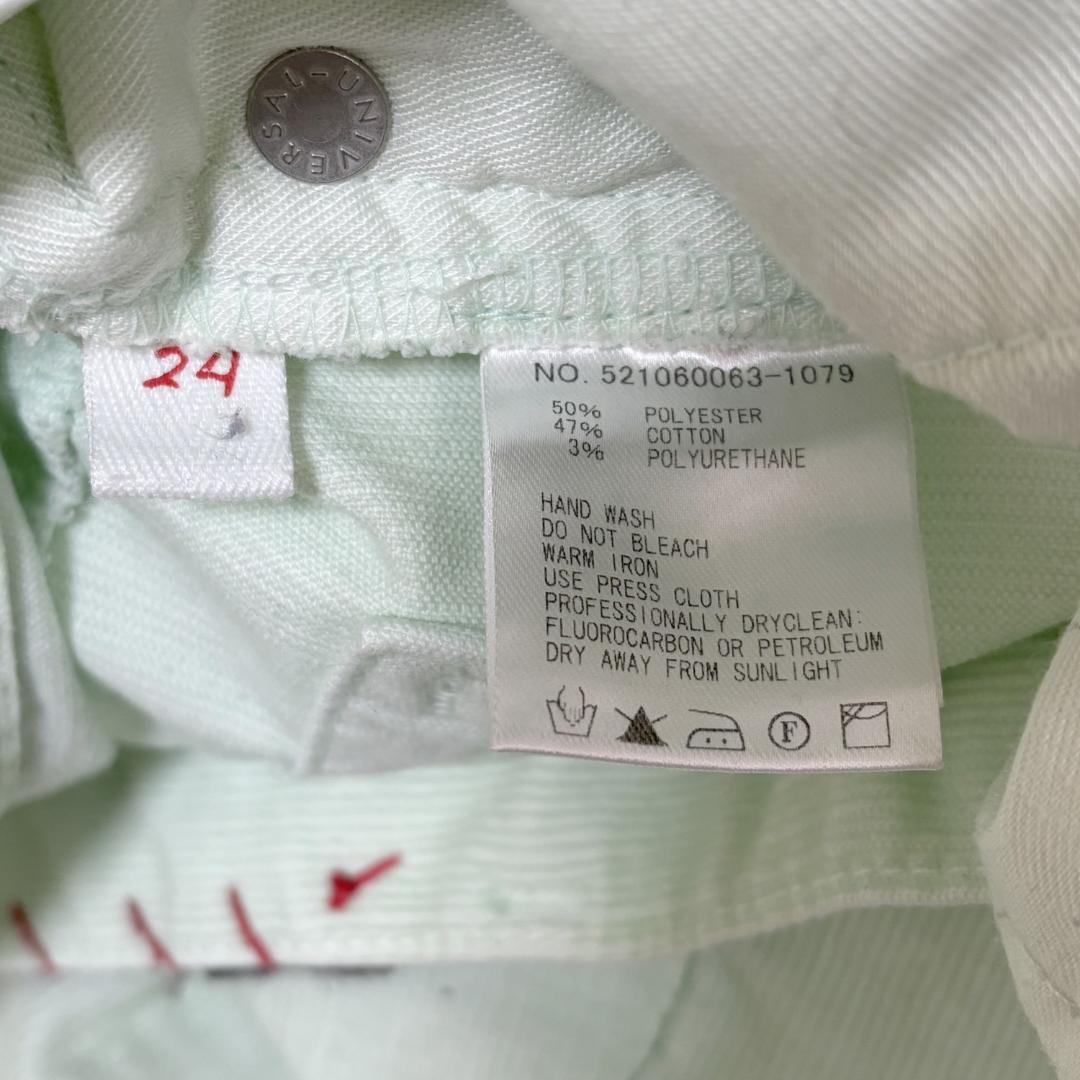 UNIVERSAL-
24
NO. 521060063-1079
50% POLYESTER
47% COTTON
3% POLYURETHANE
HAND WASH
DO NOT BLEACH
WARM IRON
USE PRESS CLOTH
PROFESSIONALLY DRYCLEAN:
FLUOROCARBON OR PETROLEUM
DRY AWAY FROM SUNLIGHT
F